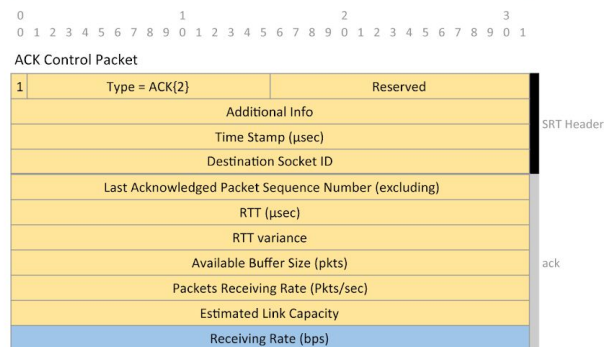 0 1 2 3
0 1 2 3 4 5 6 7 8 9 0 1 2 3 4 5 6 7 8 9 0 1 2 3 4 5 6 7 8 9 0 1
ACK Control Packet
1 Type = ACK{2} Reserved
Additional Info
Time Stamp (µsec)
SRT Header
Destination Socket ID
Last Acknowledged Packet Sequence Number (excluding)
RTT (µsec)
RTT variance
Available Buffer Size (pkts)
ack
Packets Receiving Rate (Pkts/sec)
Estimated Link Capacity
Receiving Rate (bps)